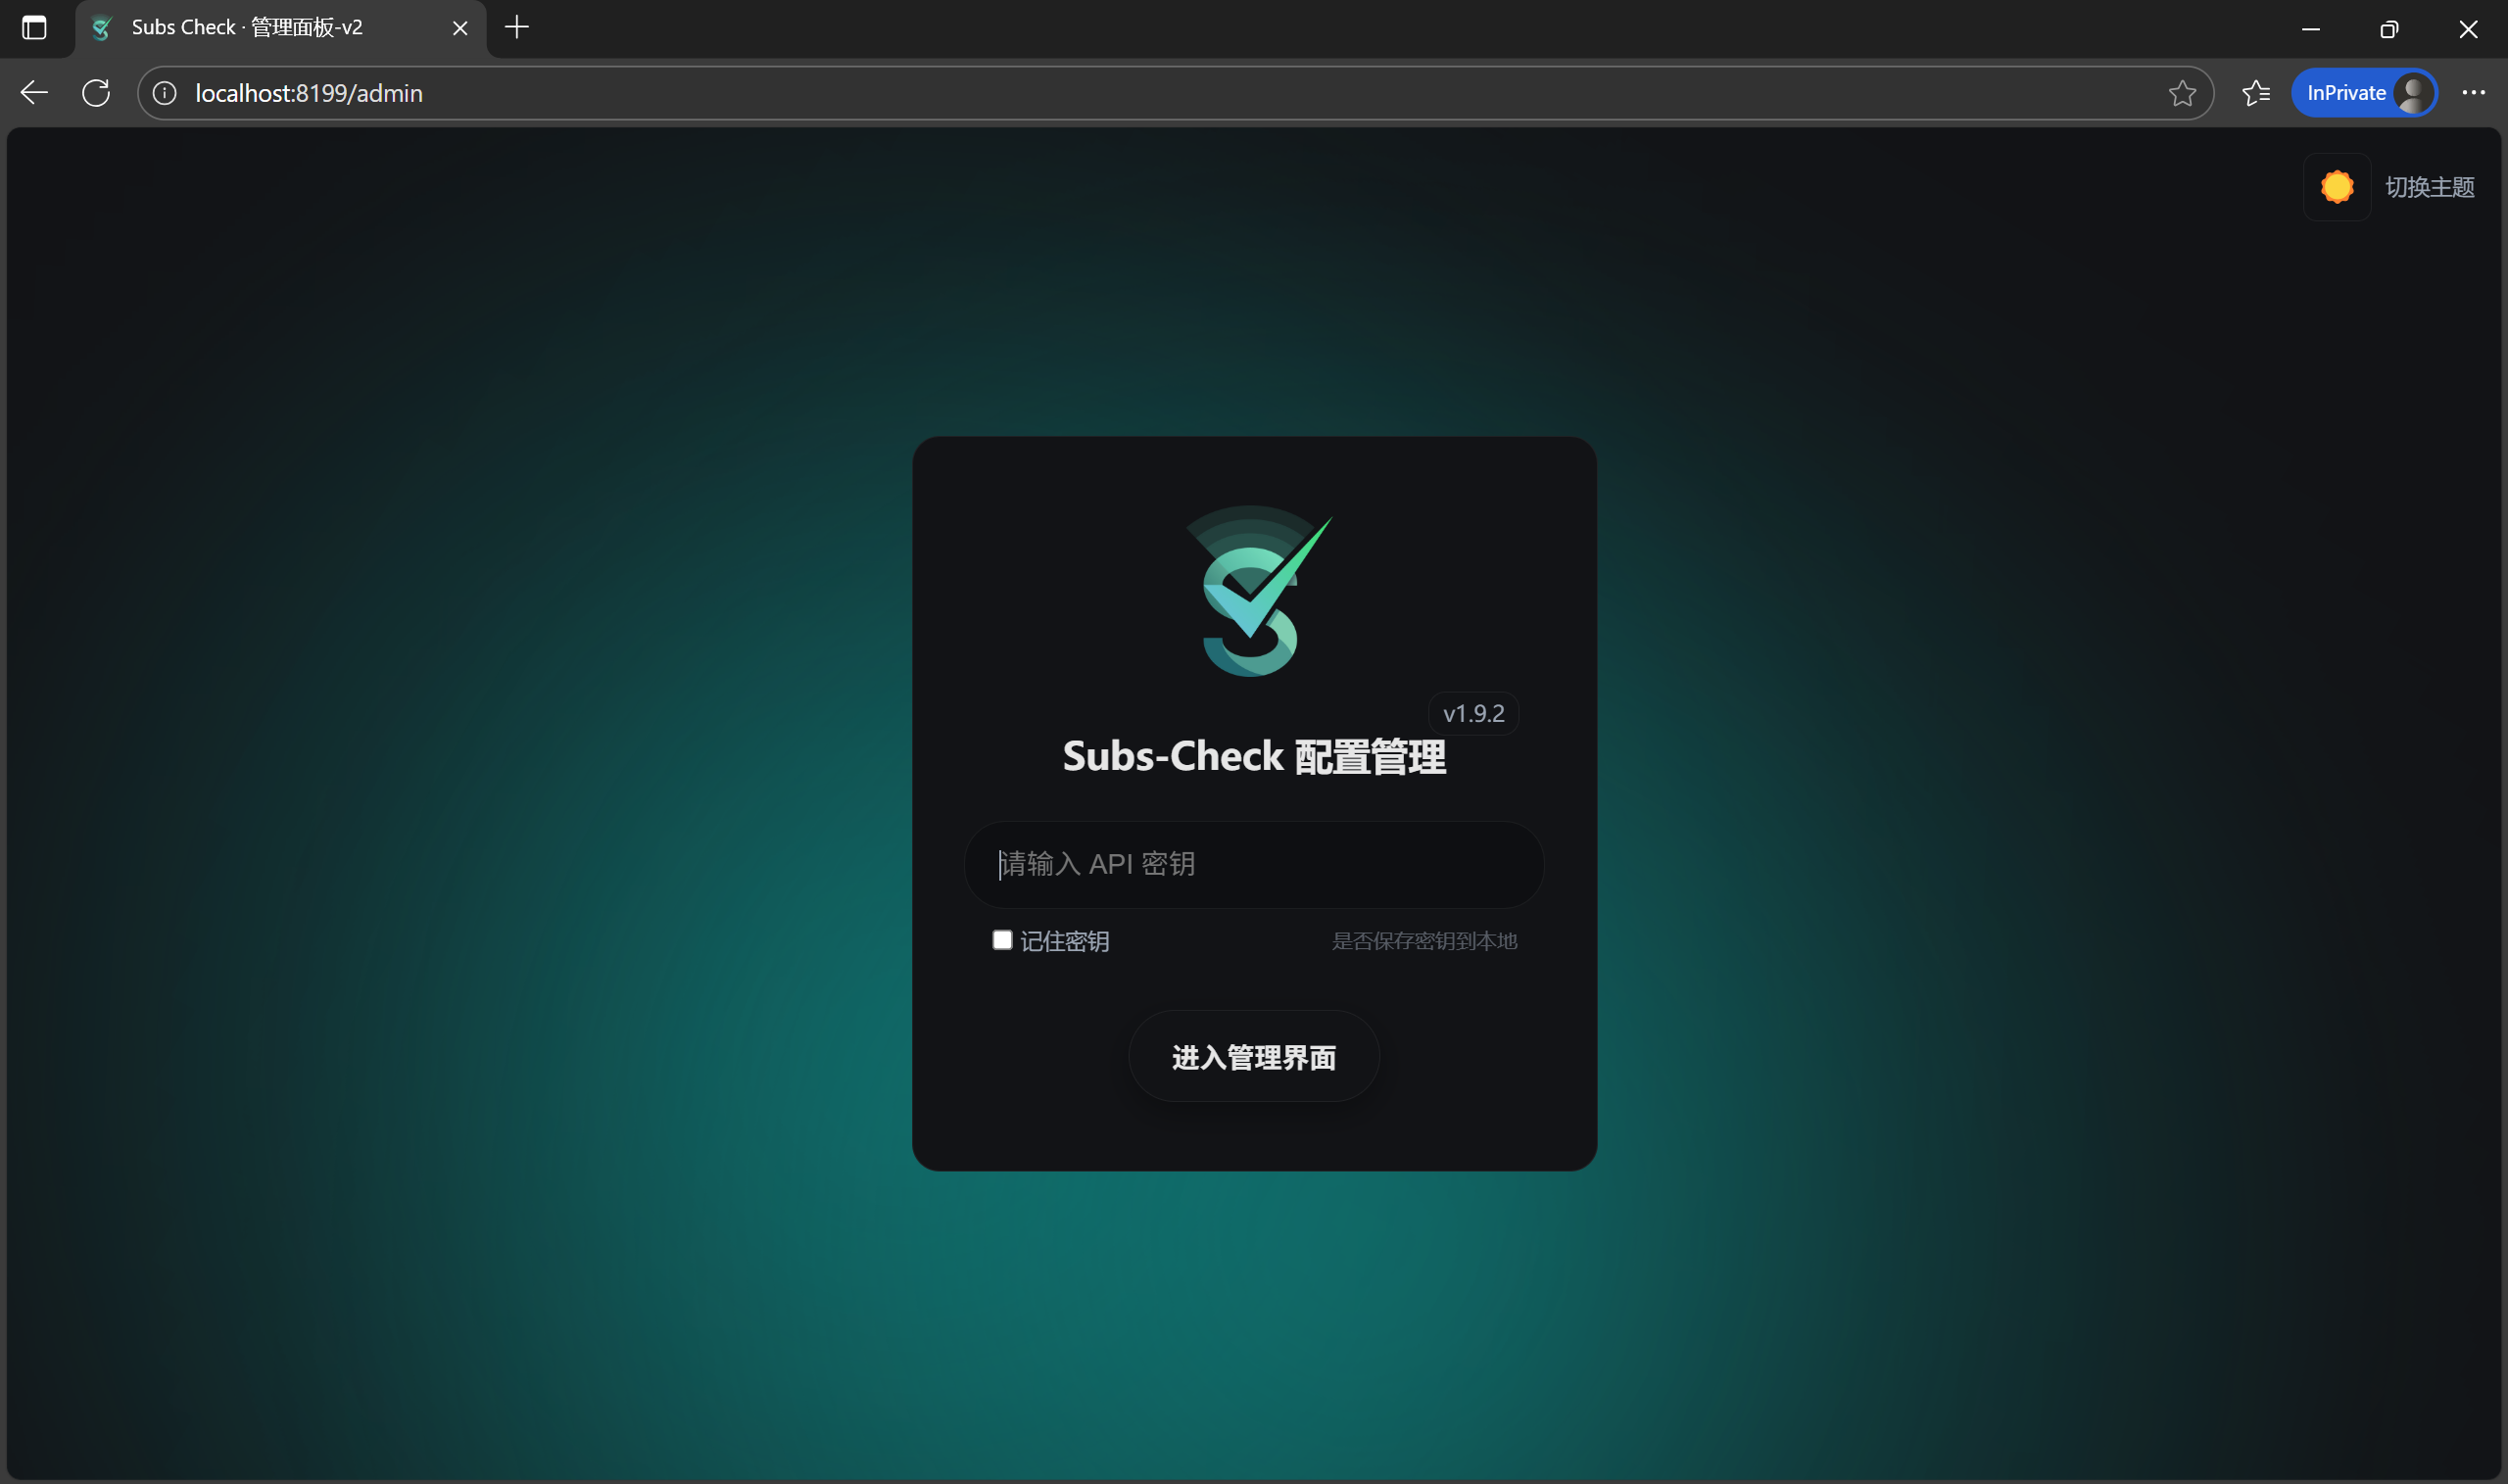 Subs Check · 管理面板-v2
localhost:8199/admin
InPrivate
切换主题
v1.9.2
Subs-Check 配置管理
请输入 API 密钥
记住密钥
是否保存密钥到本地
进入管理界面